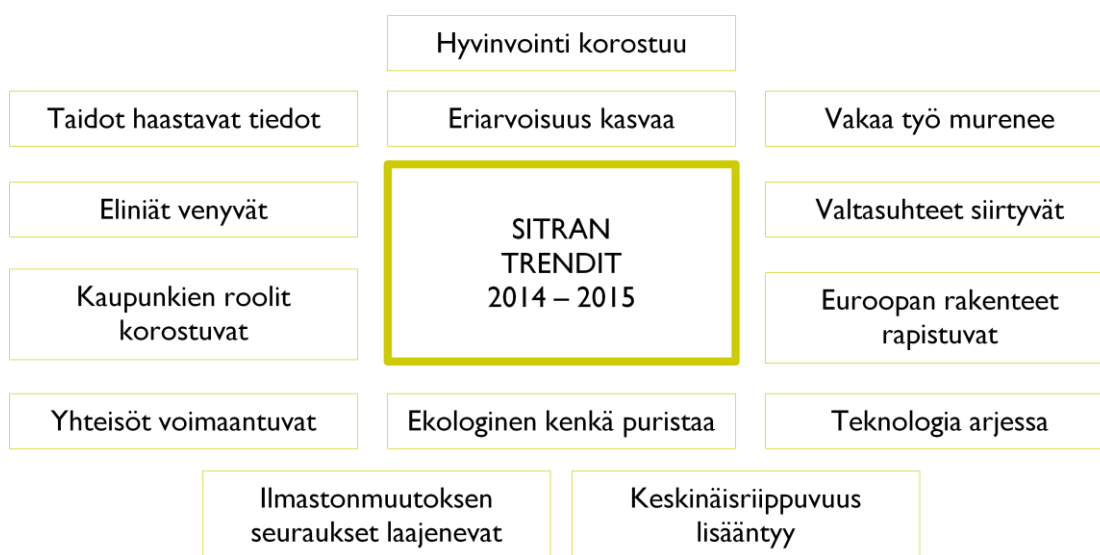 Hyvinvointi korostuu
Taidot haastavat tiedot
Eriarvoisuus kasvaa
Vakaa työ murenee
Eliniät venyvät
SITRAN
TRENDIT
2014 – 2015
Valtasuhteet siirtyvät
Kaupunkien roolit
korostuvat
Euroopan rakenteet
rapistuvat
Yhteisöt voimaantuvat
Ekologinen kenkä puristaa
Teknologia arjessa
Ilmastonmuutoksen
seuraukset laajenevat
Keskinäisriippuvuus
lisääntyy